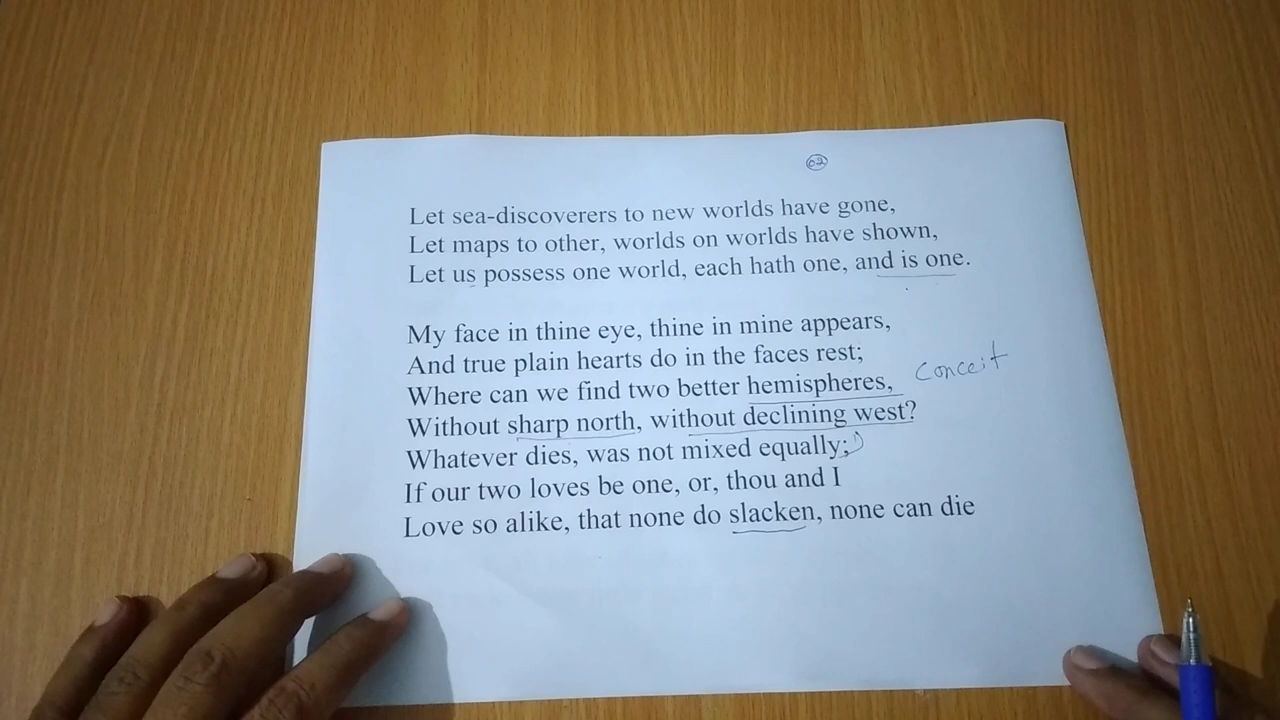 02
Let sea-discoverers to new worlds have gone,
Let maps to other, worlds on worlds have shown,
Let us possess one world, each hath one, and is one.
My face in thine eye, thine in mine appears,
And true plain hearts do in the faces rest;
Where can we find two better hemispheres, conceit
Without sharp north, without declining west?
Whatever dies, was not mixed equally;
If our two loves be one, or, thou and I
Love so alike, that none do slacken, none can die